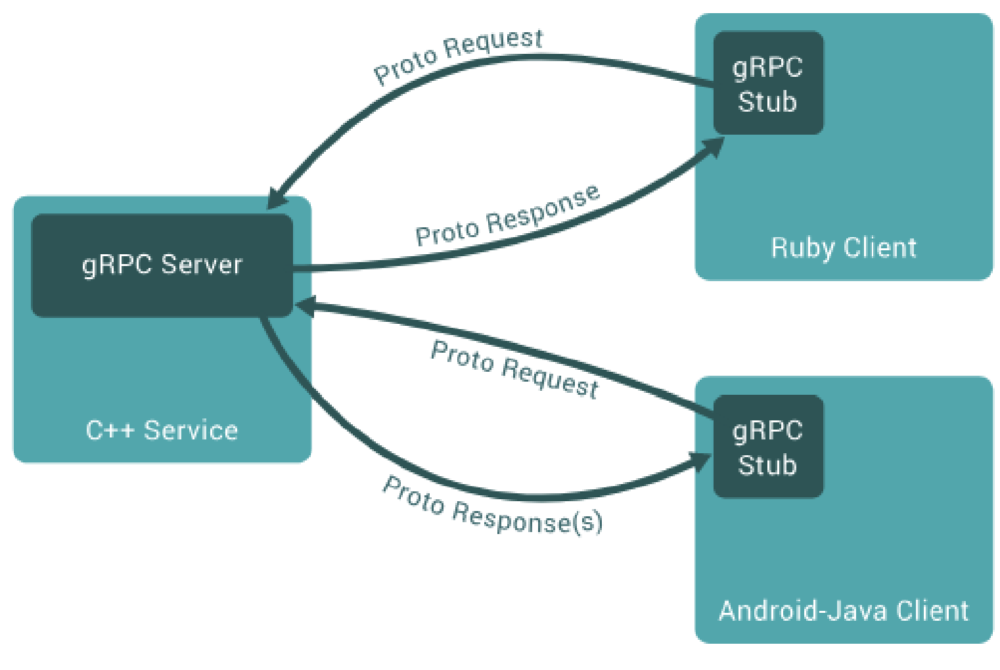 Proto Request
gRPC
Stub
Proto Response
Ruby Client
gRPC Server
C++ Service
Proto Request
gRPC
Stub
Proto Response(s)
Android-Java Client